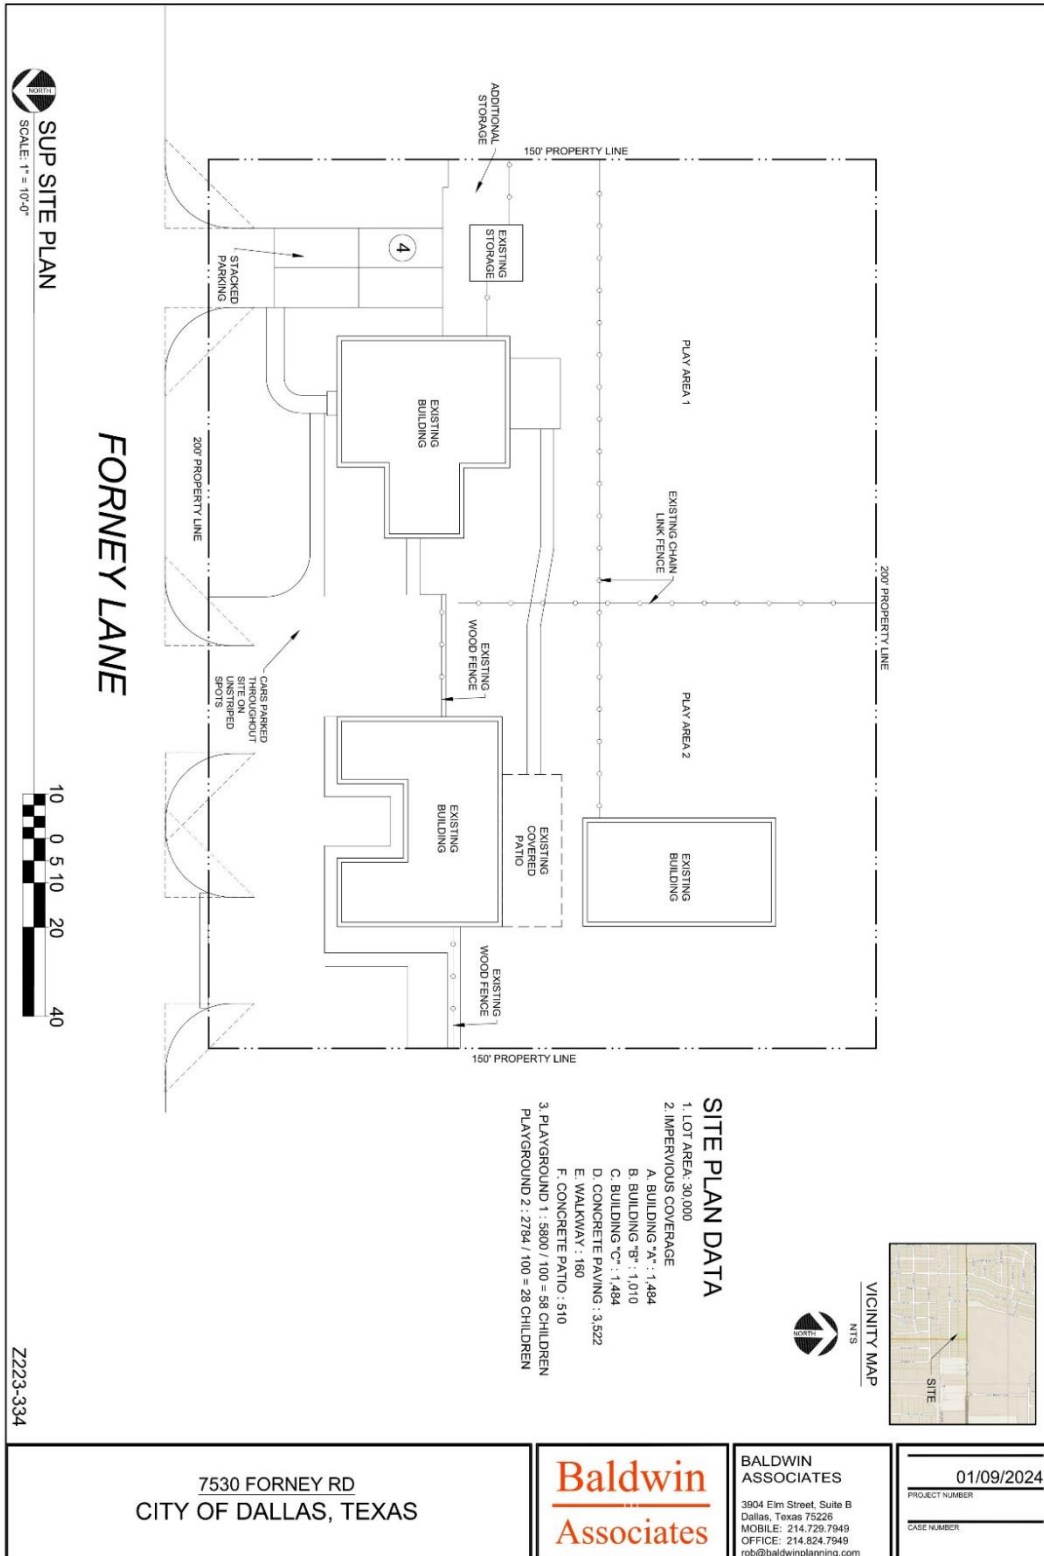 SUP SITE PLAN
SCALE: 1" = 10'-0"
NORTH
FORNEY LANE
150' PROPERTY LINE
200' PROPERTY LINE
200' PROPERTY LINE
150' PROPERTY LINE
ADDITIONAL
STORAGE
EXISTING
STORAGE
4
STACKED
PARKING
EXISTING
BUILDING
PLAY AREA 1
EXISTING CHAIN
LINK FENCE
EXISTING
WOOD FENCE
CARS PARKED
THROUGHOUT
SITE ON
UNSTRIPED
SPOTS
PLAY AREA 2
EXISTING
BUILDING
EXISTING
COVERED
PATIO
EXISTING
BUILDING
EXISTING
WOOD FENCE
10 0 5 10 20 40
SITE PLAN DATA
1. LOT AREA: 30,000
2. IMPERVIOUS COVERAGE
A. BUILDING "A" : 1,484
B. BUILDING "B" : 1,010
C. BUILDING "C" : 1,484
D. CONCRETE PAVING : 3,522
E. WALKWAY : 160
F. CONCRETE PATIO : 510
3. PLAYGROUND 1 : 5800 / 100 = 58 CHILDREN
PLAYGROUND 2 : 2784 / 100 = 28 CHILDREN
SITE
VICINITY MAP
NTS
NORTH
Z223-334
7530 FORNEY RD
CITY OF DALLAS, TEXAS
Baldwin
Associates
BALDWIN
ASSOCIATES
3904 Elm Street, Suite B
Dallas, Texas 75226
MOBILE: 214.729.7949
OFFICE: 214.824.7949
rob@baldwinplanning.com
01/09/2024
PROJECT NUMBER
CASE NUMBER